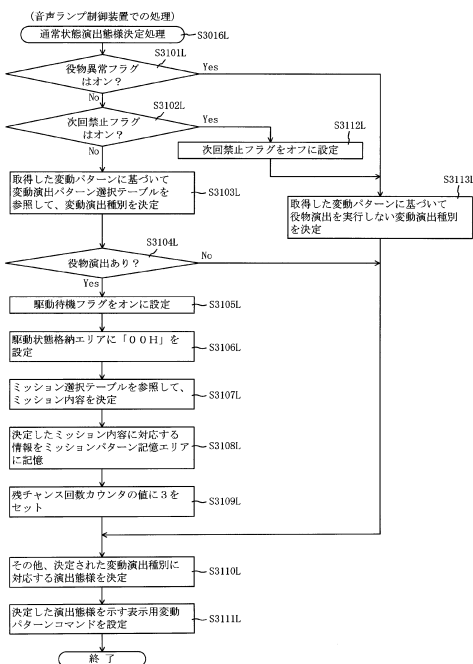 (音声ランプ制御装置での処理)
通常状態演出態様決定処理
S3016L
S3101L
役物異常フラグ
はオン?
Yes
No
S3102L
次回禁止フラグ
はオン?
Yes
No
S3112L
次回禁止フラグをオフに設定
取得した変動パターンに基づいて
変動演出パターン選択テーブルを
参照して、変動演出種別を決定
S3103L
S3113L
取得した変動パターンに基づいて
役物演出を実行しない変動演出種別
を決定
S3104L
役物演出あり?
No
Yes
駆動待機フラグをオンに設定
S3105L
駆動状態格納エリアに「00H」を
設定
S3106L
ミッション選択テーブルを参照して、
ミッション内容を決定
S3107L
決定したミッション内容に対応する
情報をミッションパターン記憶エリア
に記憶
S3108L
残チャンス回数カウンタの値に3を
セット
S3109L
その他、決定された変動演出種別に
対応する演出態様を決定
S3110L
決定した演出態様を示す表示用変動
パターンコマンドを設定
S3111L
終了